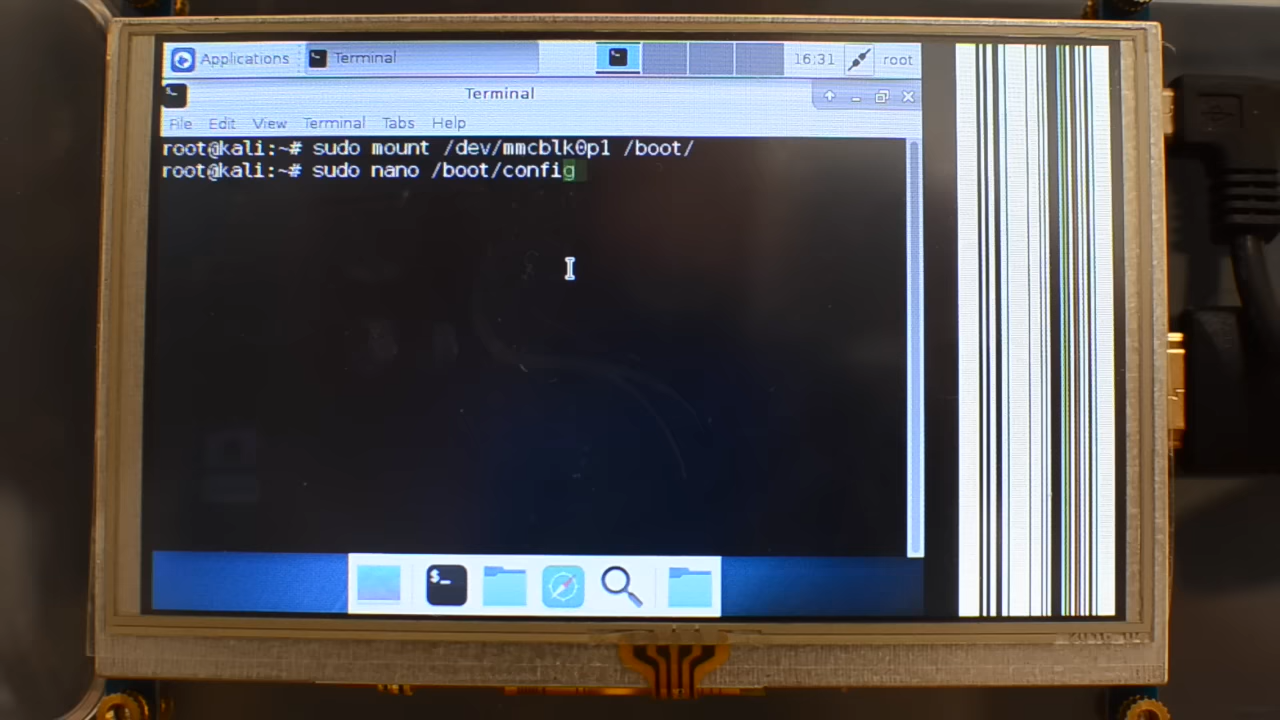 Applications Terminal 16:31 root
Terminal
File Edit View Terminal Tabs Help
root@kali:~# sudo mount /dev/mmcblk0p1 /boot/
root@kali:~# sudo nano /boot/config
$_